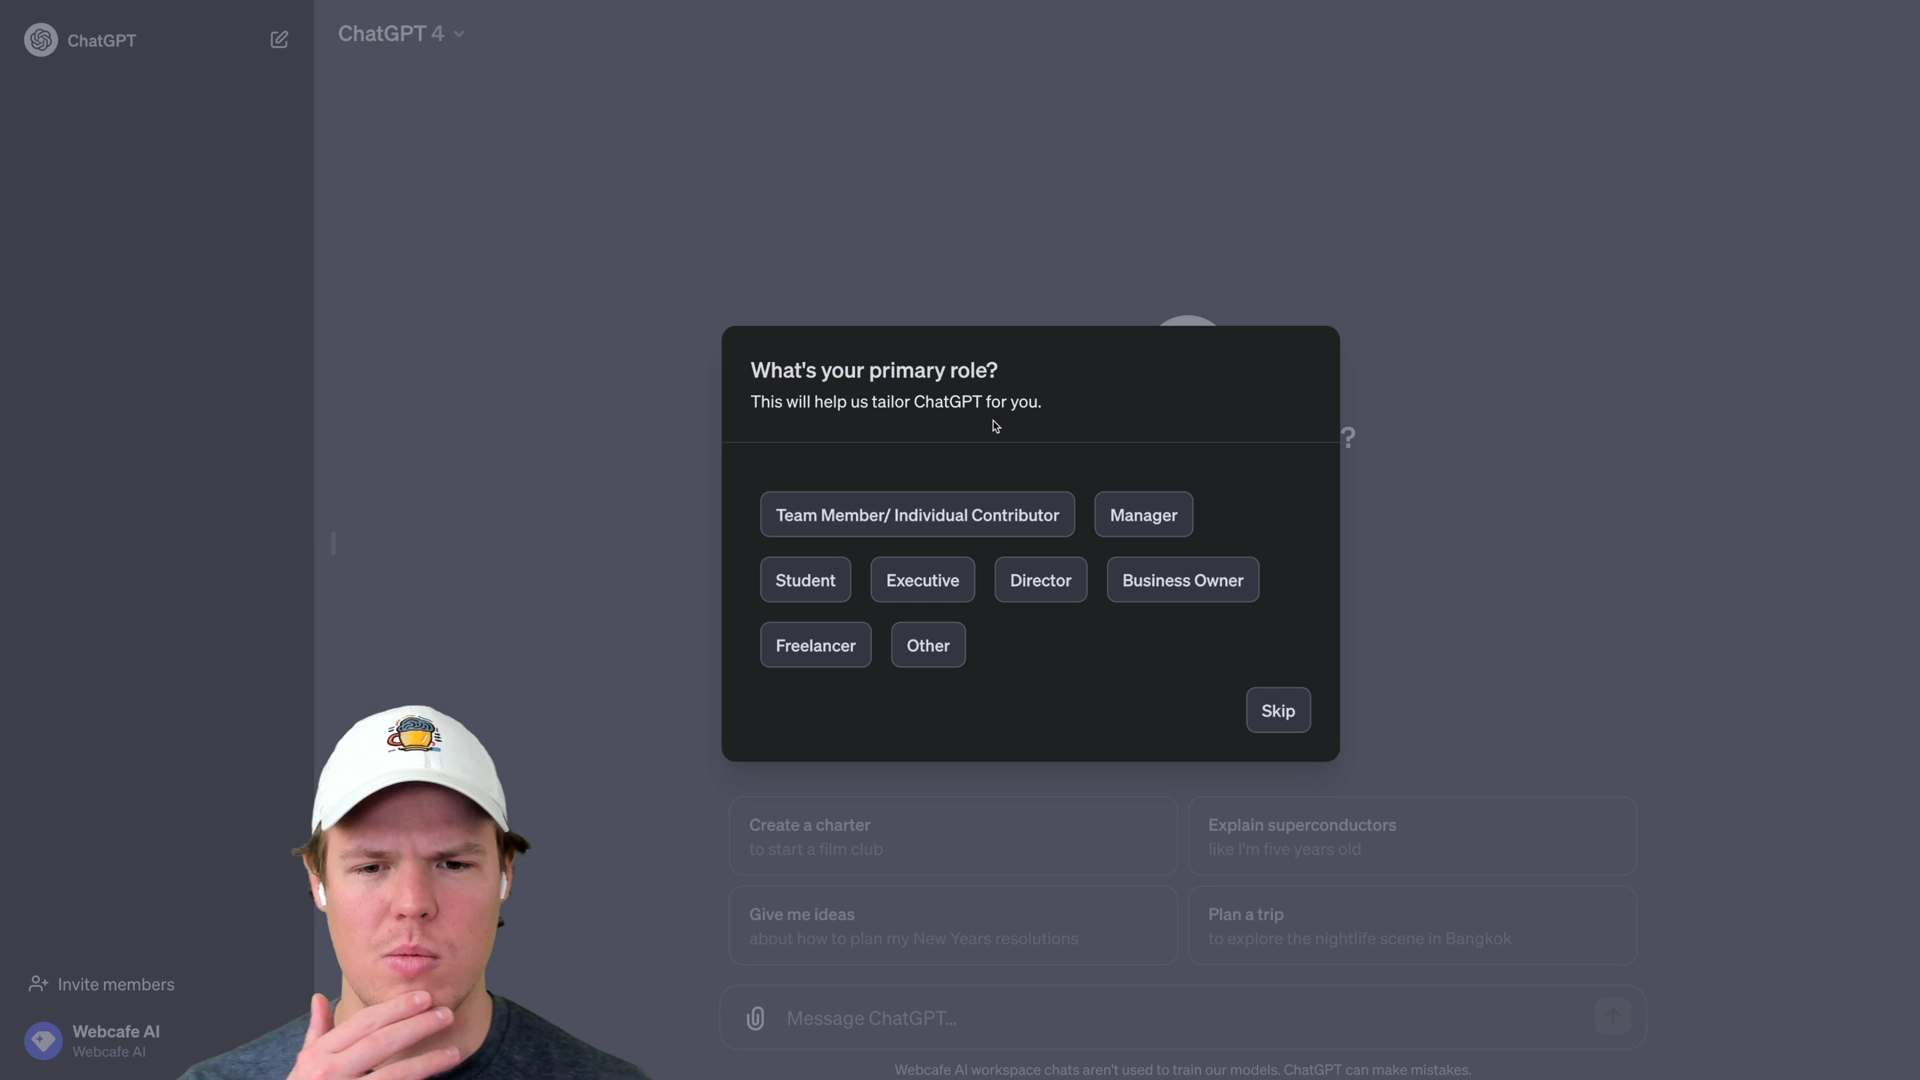 ChatGPT
ChatGPT 4
?
What's your primary role?
This will help us tailor ChatGPT for you.
Team Member/ Individual Contributor
Manager
Student
Executive
Director
Business Owner
Freelancer
Other
Skip
Create a charter
to start a film club
Explain superconductors
like I'm five years old
Give me ideas
about how to plan my New Years resolutions
Plan a trip
to explore the nightlife scene in Bangkok
Invite members
Webcafe AI
Webcafe AI
Message ChatGPT...
Webcafe AI workspace chats aren't used to train our models. ChatGPT can make mistakes.